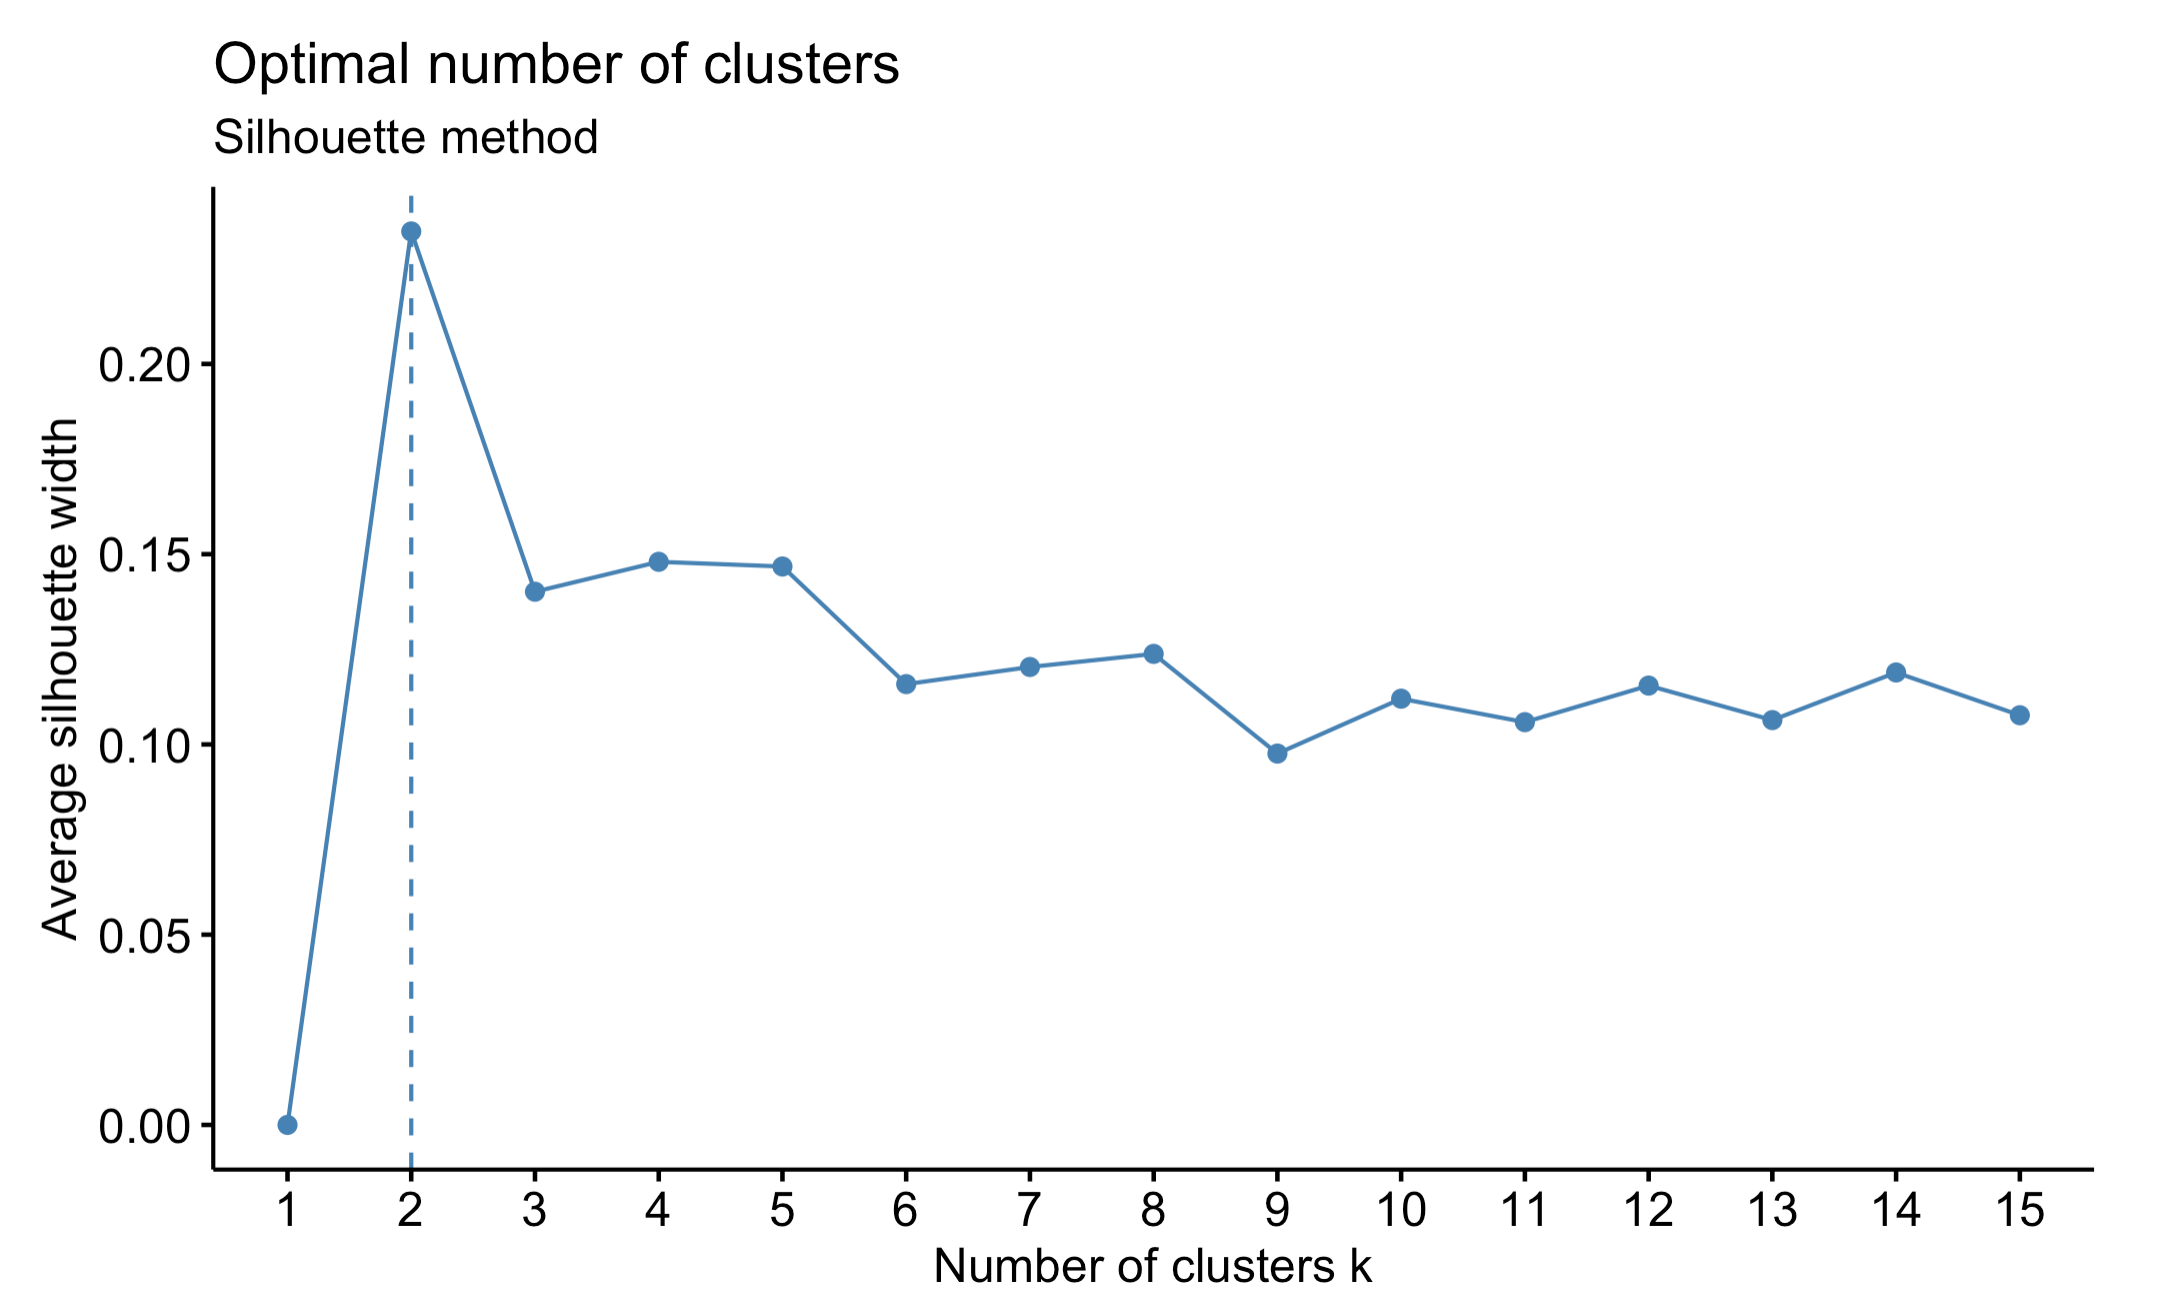 Optimal number of clusters
Silhouette method
Average silhouette width
0.20
0.15
0.10
0.05
0.00
1 2 3 4 5 6 7 8 9 10 11 12 13 14 15
Number of clusters k